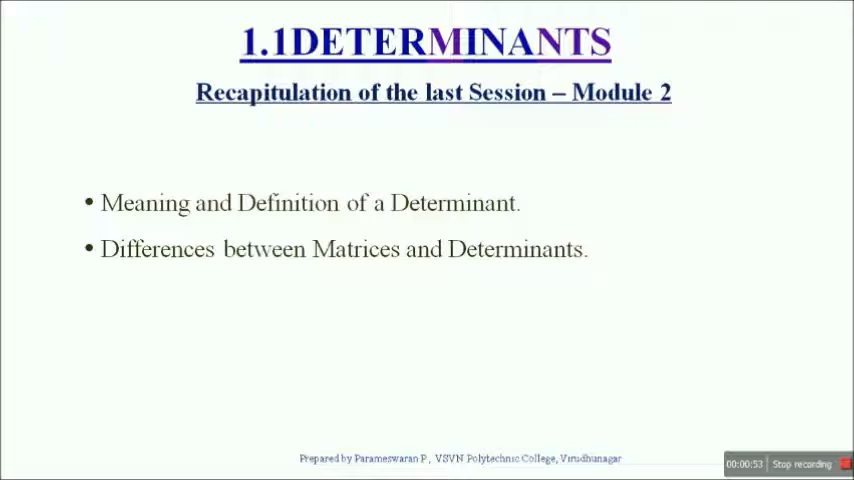 1.1DETERMINANTS
Recapitulation of the last Session – Module 2
• Meaning and Definition of a Determinant.
• Differences between Matrices and Determinants.
Prepared by Parameswaran P , VSVN Polytechnic College, Virudhunagar
00:00:53 Stop recording